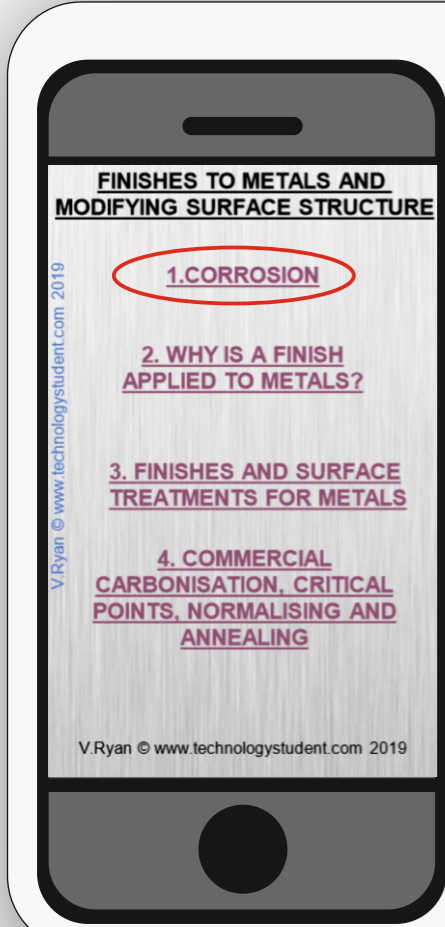 FINISHES TO METALS AND
MODIFYING SURFACE STRUCTURE
1.CORROSION
2. WHY IS A FINISH
APPLIED TO METALS?
3. FINISHES AND SURFACE
TREATMENTS FOR METALS
4. COMMERCIAL
CARBONISATION, CRITICAL
POINTS, NORMALISING AND
ANNEALING
V.Ryan © www.technologystudent.com 2019
V.Ryan © www.technologystudent.com 2019